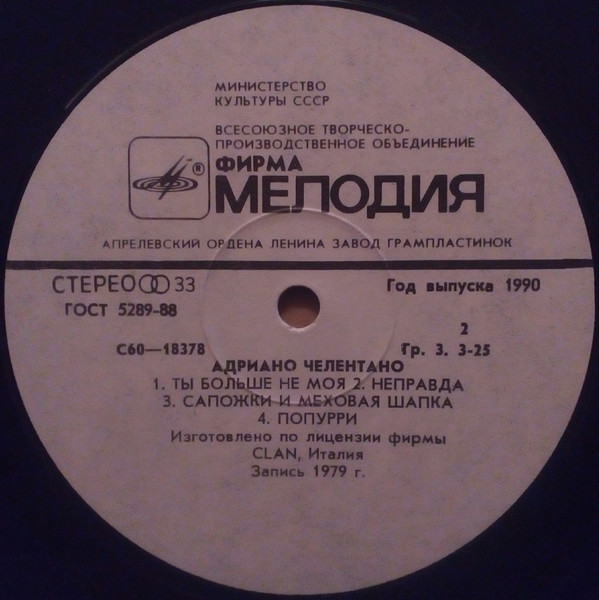 МИНИСТЕРСТВО
КУЛЬТУРЫ СССР
ВСЕСОЮЗНОЕ ТВОРЧЕСКО-
ПРОИЗВОДСТВЕННОЕ ОБЪЕДИНЕНИЕ
®
ФИРМА
МЕЛОДИЯ
АПРЕЛЕВСКИЙ ОРДЕНА ЛЕНИНА ЗАВОД ГРАМПЛАСТИНОК
СТЕРЕО 33
Год выпуска 1990
ГОСТ 5289-88
2
С60—18378
Гр. 3. 3-25
АДРИАНО ЧЕЛЕНТАНО
1. ТЫ БОЛЬШЕ НЕ МОЯ 2. НЕПРАВДА
3. САПОЖКИ И МЕХОВАЯ ШАПКА
4. ПОПУРРИ
Изготовлено по лицензии фирмы
CLAN, Италия
Запись 1979 г.